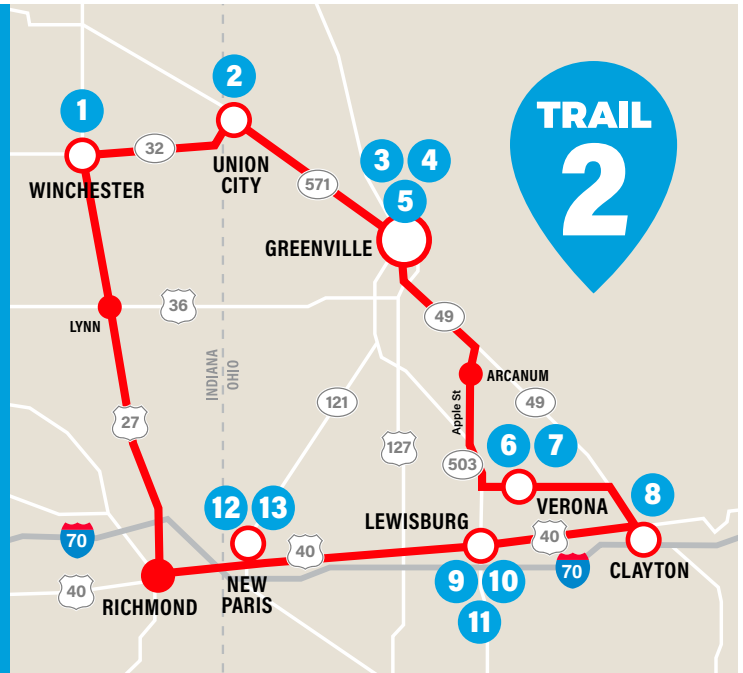 TRAIL
2
1
2
WINCHESTER
32
UNION
CITY
571
3
4
5
GREENVILLE
36
LYNN
49
INDIANA
OHIO
ARCANUM
Apple St
121
49
27
127
503
6
7
VERONA
8
12
13
LEWISBURG
70
40
40
70
CLAYTON
40
NEW
PARIS
RICHMOND
9
10
11